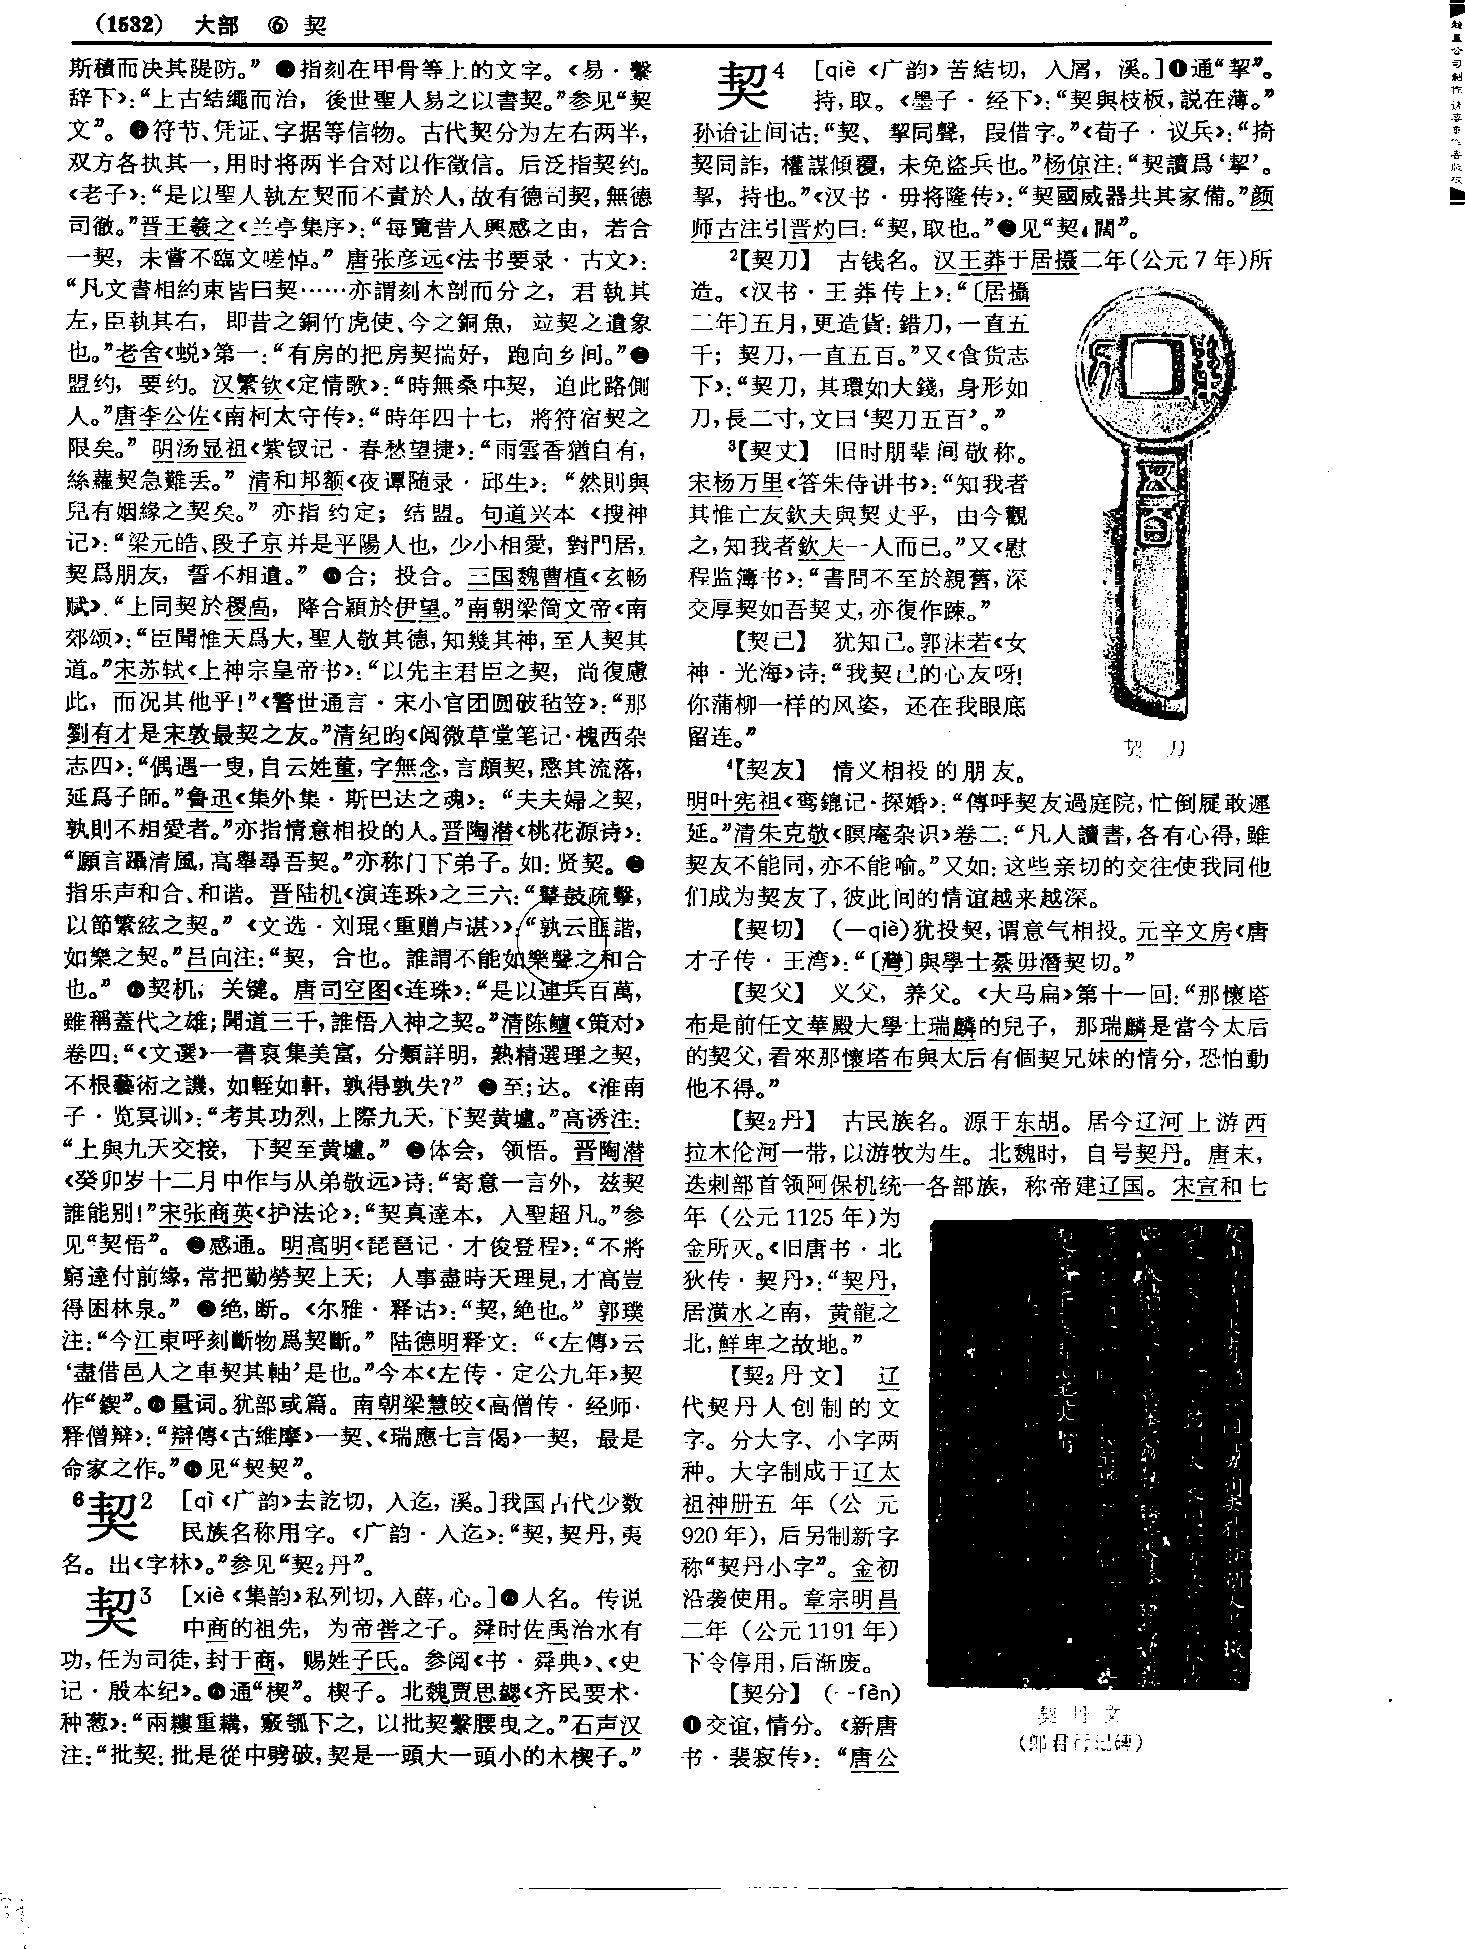 (1532) 大部 ⑥ 契
斯積而决其隄防。”❸指刻在甲骨等上的文字。《易·繫
辞下》：“上古結繩而治，後世聖人易之以書契。”参见“契
文”。❹符节、凭证、字据等信物。古代契分为左右两半，
双方各执其一，用时将两半合对以作徵信。后泛指契约。
《老子》：“是以聖人執左契而不責於人，故有德司契，無德
司徹。”晋王羲之《兰亭集序》：“每覽昔人興感之由，若合
一契，未嘗不臨文嗟悼。”唐张彦远《法书要录·古文》：
“凡文書相約束皆曰契……亦謂刻木剖而分之，君執其
左，臣執其右，即昔之銅竹虎使、今之銅魚，竝契之遺象
也。”老舍《蜕》第一：“有房的把房契揣好，跑向乡间。”❺
盟约，要约。汉繁钦《定情歌》：“時無桑中契，迫此路側
人。”唐李公佐《南柯太守传》：“時年四十七，將符宿契之
限矣。”明汤显祖《紫钗记·春愁望捷》：“雨雲香猶自有，
絲蘿契急難丢。”清和邦额《夜谭随录·邱生》：“然則與
兒有姻緣之契矣。”亦指约定；结盟。句道兴本《搜神
记》：“梁元皓、段子京并是平陽人也，少小相愛，對門居，
契爲朋友，誓不相遺。”❻合；投合。三国魏曹植《玄畅
赋》：“上同契於稷卨，降合穎於伊望。”南朝梁简文帝《南
郊颂》：“臣聞惟天爲大，聖人敬其德，知幾其神，至人契其
道。”宋苏轼《上神宗皇帝书》：“以先主君臣之契，尚復慮
此，而况其他乎！”《警世通言·宋小官团圆破毡笠》：“那
劉有才是宋敦最契之友。”清纪昀《阅微草堂笔记·槐西杂
志四》：“偶遇一叟，自云姓董，字無念，言頗契，愍其流落，
延爲子師。”鲁迅《集外集·斯巴达之魂》：“夫夫婦之契，
孰則不相愛者。”亦指情意相投的人。晋陶潜《桃花源诗》：
“願言躡清風，高舉尋吾契。”亦称门下弟子。如：贤契。❼
指乐声和合、和谐。晋陆机《演连珠》之三六：“鼛鼓疏擊，
以節繁絃之契。”《文选·刘琨〈重赠卢谌〉》：“孰云匪諧，
如樂之契。”吕向注：“契，合也。誰謂不能如樂聲之和合
也。”❽契机，关键。唐司空图《连珠》：“是以連兵百萬，
雖稱蓋代之雄；聞道三千，誰悟入神之契。”清陈鱣《策对》
卷四：“《文選》一書裒集美富，分類詳明，熟精選理之契，
不根藝術之譏，如輊如軒，孰得孰失？”❾至；达。《淮南
子·览冥训》：“考其功烈，上際九天，下契黄壚。”高诱注：
“上與九天交接，下契至黄壚。”❿体会，领悟。晋陶潜
《癸卯岁十二月中作与从弟敬远》诗：“寄意一言外，兹契
誰能别！”宋张商英《护法论》：“契真達本，入聖超凡。”参
见“契悟”。⓫感通。明高明《琵琶记·才俊登程》：“不將
窮達付前緣，常把勤勞契上天；人事盡時天理見，才高豈
得困林泉。”⓬绝，断。《尔雅·释诂》：“契，絶也。”郭璞
注：“今江東呼刻斷物爲契斷。”陆德明释文：“《左傳》云
‘盡借邑人之車契其軸’是也。”今本《左传·定公九年》契
作“鍥”。⓭量词。犹部或篇。南朝梁慧皎《高僧传·经师·
释僧辩》：“辯傳《古維摩》一契、《瑞應七言偈》一契，最是
命家之作。”⓮见“契契”。
6契2 [qì《广韵》去訖切，入迄，溪。]我国古代少数
民族名称用字。《广韵·入迄》：“契，契丹，夷
名。出《字林》。”参见“契2丹”。
契3 [xiè《集韵》私列切，入薛，心。]❶人名。传说
中商的祖先，为帝喾之子。舜时佐禹治水有
功，任为司徒，封于商，赐姓子氏。参阅《书·舜典》、《史
记·殷本纪》。❷通“楔”。楔子。北魏贾思勰《齐民要术·
种葱》：“兩耬重耩，竅瓠下之，以批契繫腰曳之。”石声汉
注：“批契：批是從中劈破，契是一頭大一頭小的木楔子。”
契4 [qiè《广韵》苦結切，入屑，溪。]❶通“挈”。
持，取。《墨子·经下》：“契與枝板，説在薄。”
孙诒让间诂：“契、挈同聲，叚借字。”《荀子·议兵》：“掎
契同詐，權謀傾覆，未免盗兵也。”杨倞注：“契讀爲‘挈’。
挈，持也。”《汉书·毋将隆传》：“契國威器共其家備。”颜
师古注引晋灼曰：“契，取也。”❷见“契4闊”。
2【契刀】 古钱名。汉王莽于居摄二年(公元7年)所
造。《汉书·王莽传上》：“〔居攝
二年〕五月，更造貨：錯刀，一直五
千；契刀，一直五百。”又《食货志
下》：“契刀，其環如大錢，身形如
刀，長二寸，文曰‘契刀五百’。”
3【契丈】 旧时朋辈间敬称。
宋杨万里《答朱侍讲书》：“知我者
其惟亡友欽夫與契丈乎，由今觀
之，知我者欽夫一人而已。”又《慰
程监簿书》：“書問不至於親舊，深
交厚契如吾契丈，亦復作疎。”
【契己】 犹知己。郭沫若《女
神·光海》诗：“我契己的心友呀！
你蒲柳一样的风姿，还在我眼底
留连。”
契 刀
4【契友】 情义相投的朋友。
明叶宪祖《鸾鎞记·探婚》：“傳呼契友過庭院，忙倒屣敢遲
延。”清朱克敬《瞑庵杂识》卷二：“凡人讀書，各有心得，雖
契友不能同，亦不能喻。”又如：这些亲切的交往使我同他
们成为契友了，彼此间的情谊越来越深。
【契切】 (—qiè)犹投契，谓意气相投。元辛文房《唐
才子传·王湾》：“〔灣〕與學士綦毋潛契切。”
【契父】 义父，养父。《大马扁》第十一回：“那懷塔
布是前任文華殿大學士瑞麟的兒子，那瑞麟是當今太后
的契父，看來那懷塔布與太后有個契兄妹的情分，恐怕動
他不得。”
【契2丹】 古民族名。源于东胡。居今辽河上游西
拉木伦河一带，以游牧为生。北魏时，自号契丹。唐末，
迭剌部首领阿保机统一各部族，称帝建辽国。宋宣和七
年(公元1125年)为
金所灭。《旧唐书·北
狄传·契丹》：“契丹，
居潢水之南，黄龍之
北，鮮卑之故地。”
【契2丹文】 辽
代契丹人创制的文
字。分大字、小字两
种。大字制成于辽太
祖神册五年(公元
920年)，后另制新字
称“契丹小字”。金初
沿袭使用。章宗明昌
二年(公元1191年)
下令停用，后渐废。
【契分】 (--fèn)
❶交谊，情分。《新唐
书·裴寂传》：“唐公
契丹文
(郎君行记碑)